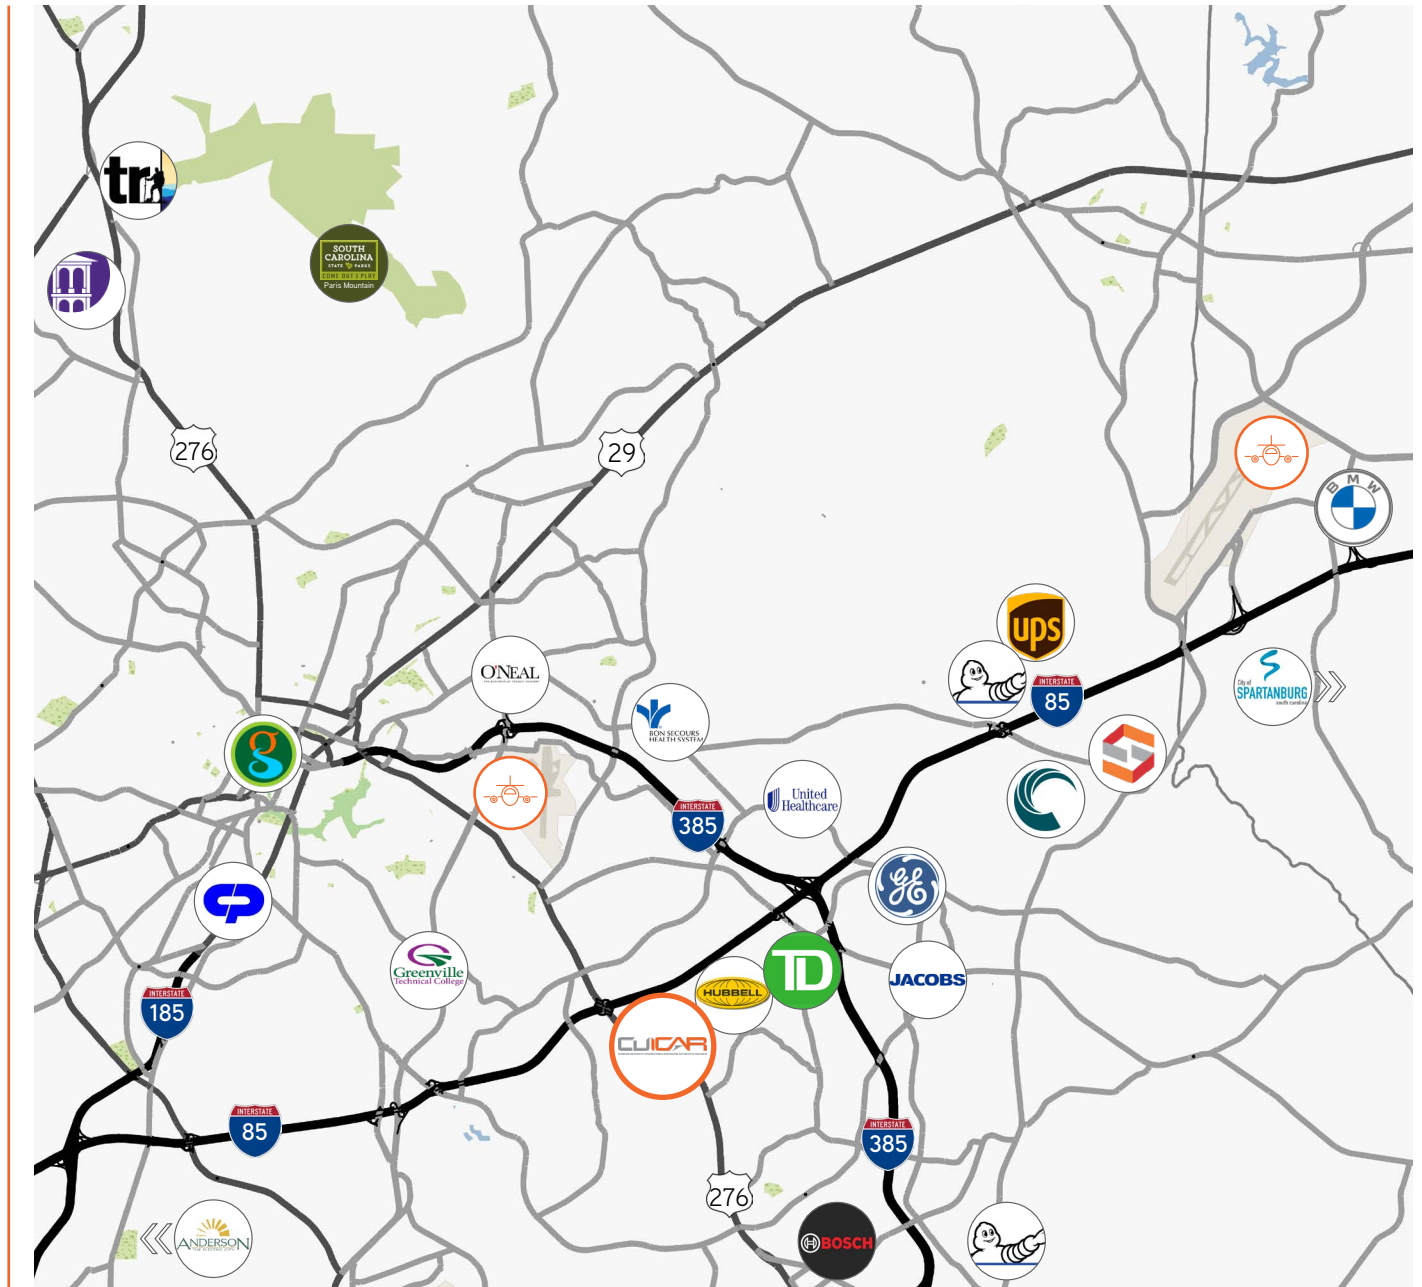 tr
SOUTH
CAROLINA
STATE PARKS
COME OUT & PLAY
Paris Mountain
276
29
BMW
ups
O'NEAL
INTERSTATE
85
City of
SPARTANBURG
south carolina
g
BON SECOURS
HEALTH SYSTEM
United
Healthcare
INTERSTATE
385
GE
cp
Greenville
Technical College
TD
JACOBS
HUBBELL
INTERSTATE
185
CUICAR
INTERSTATE
85
INTERSTATE
385
276
ANDERSON
BOSCH